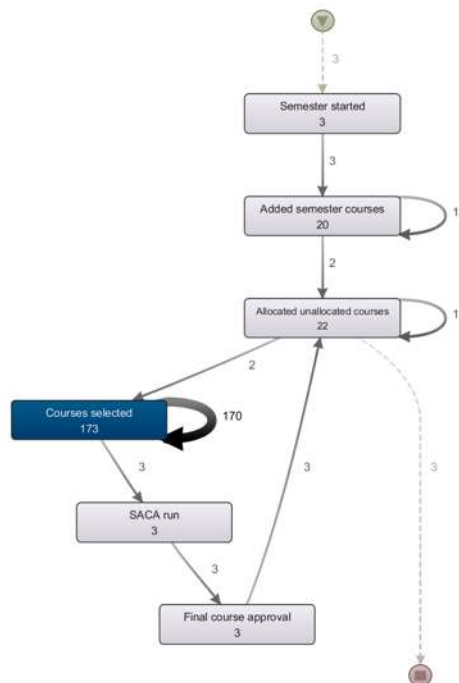 3
Semester started
3
3
Added semester courses
20
1
2
Allocated unallocated courses
22
1
2
Courses selected
173
170
3
3
3
SACA run
3
3
Final course approval
3